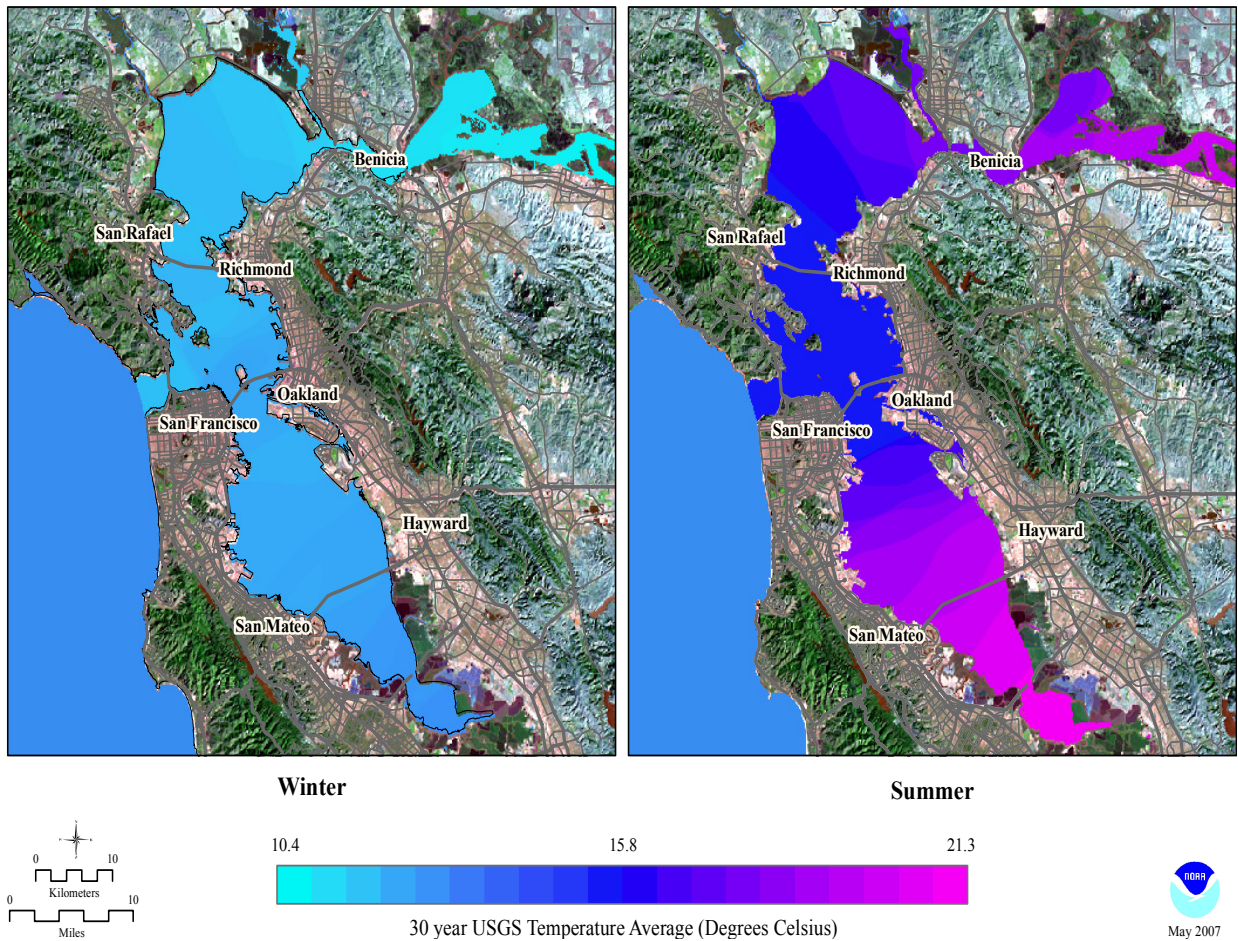 Benicia
San Rafael
Richmond
Oakland
San Francisco
Hayward
San Mateo
Benicia
San Rafael
Richmond
Oakland
San Francisco
Hayward
San Mateo
Winter
Summer
10.4 15.8 21.3
0 10
Kilometers
0 10
Miles
30 year USGS Temperature Average (Degrees Celsius)
NOAA
May 2007